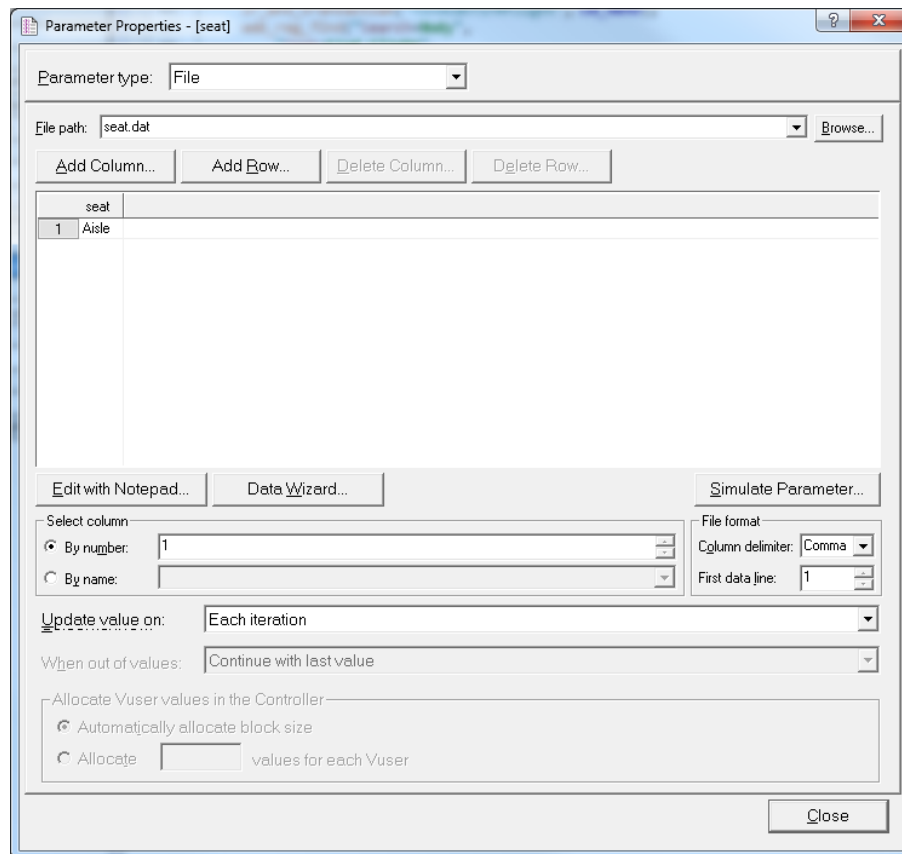 Parameter Properties - [seat]
Parameter type: File
File path: seat.dat Browse...
Add Column... Add Row... Delete Column... Delete Row...
seat
1 Aisle
Edit with Notepad... Data Wizard... Simulate Parameter...
Select column File format
By number: 1 Column delimiter: Comma
By name: First data line: 1
Update value on: Each iteration
When out of values: Continue with last value
Allocate Vuser values in the Controller
Automatically allocate block size
Allocate values for each Vuser
Close